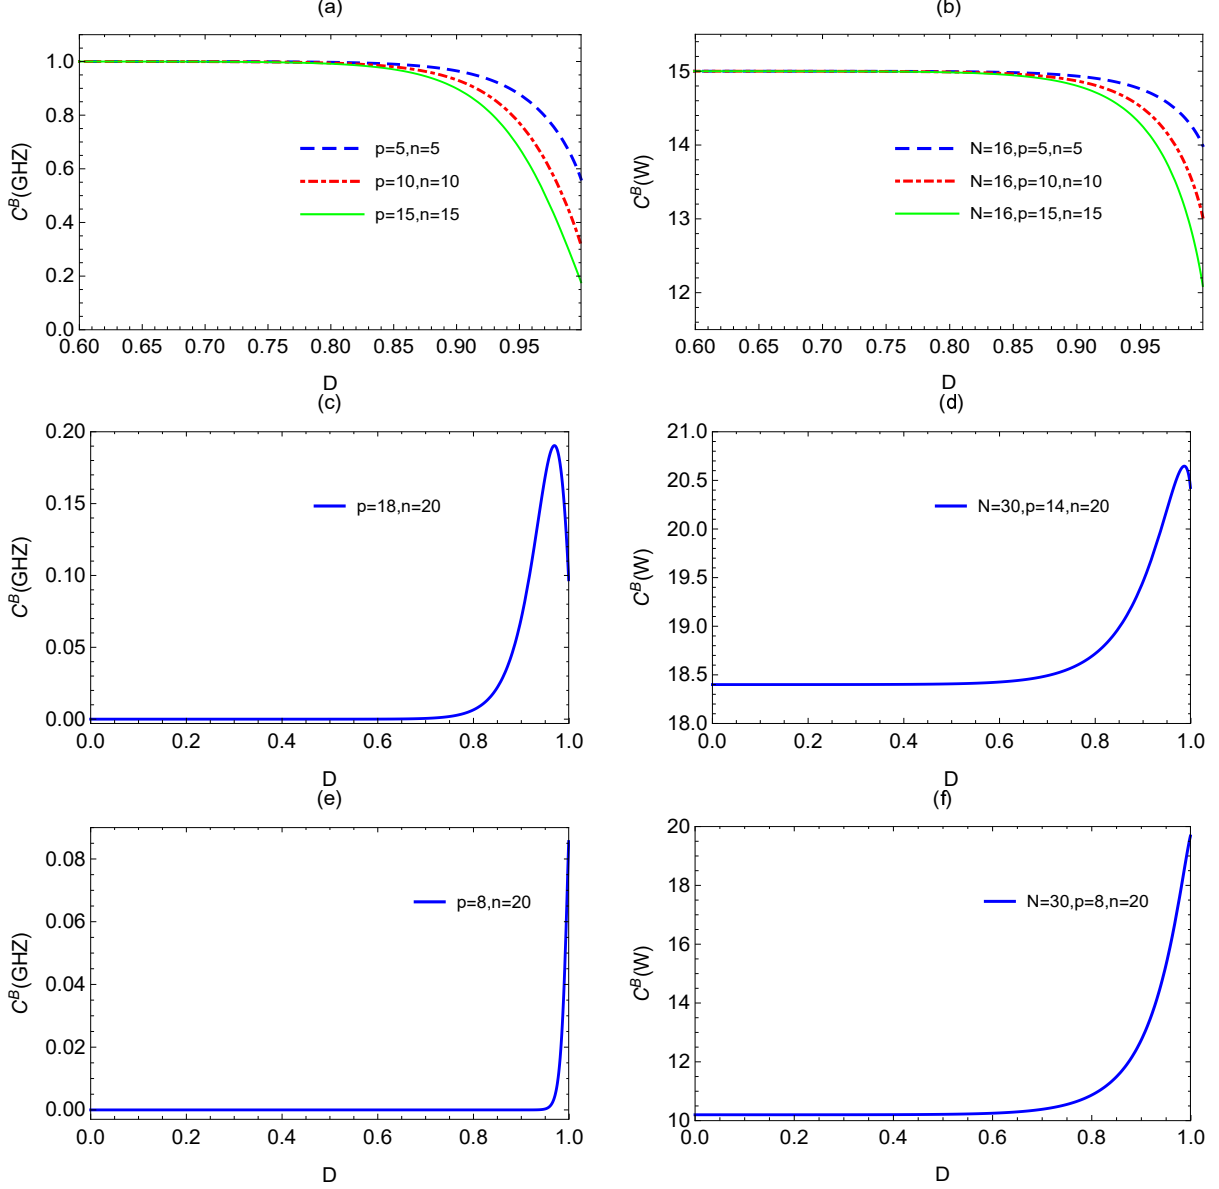 (a)
C^B(GHZ)
1.0
0.8
0.6
0.4
0.2
0.0
0.60 0.65 0.70 0.75 0.80 0.85 0.90 0.95
D
p=5,n=5
p=10,n=10
p=15,n=15
(b)
C^B(W)
15
14
13
12
0.60 0.65 0.70 0.75 0.80 0.85 0.90 0.95
D
N=16,p=5,n=5
N=16,p=10,n=10
N=16,p=15,n=15
(c)
C^B(GHZ)
0.20
0.15
0.10
0.05
0.00
0.0 0.2 0.4 0.6 0.8 1.0
D
p=18,n=20
(d)
C^B(W)
21.0
20.5
20.0
19.5
19.0
18.5
18.0
0.0 0.2 0.4 0.6 0.8 1.0
D
N=30,p=14,n=20
(e)
C^B(GHZ)
0.08
0.06
0.04
0.02
0.00
0.0 0.2 0.4 0.6 0.8 1.0
D
p=8,n=20
(f)
C^B(W)
20
18
16
14
12
10
0.0 0.2 0.4 0.6 0.8 1.0
D
N=30,p=8,n=20